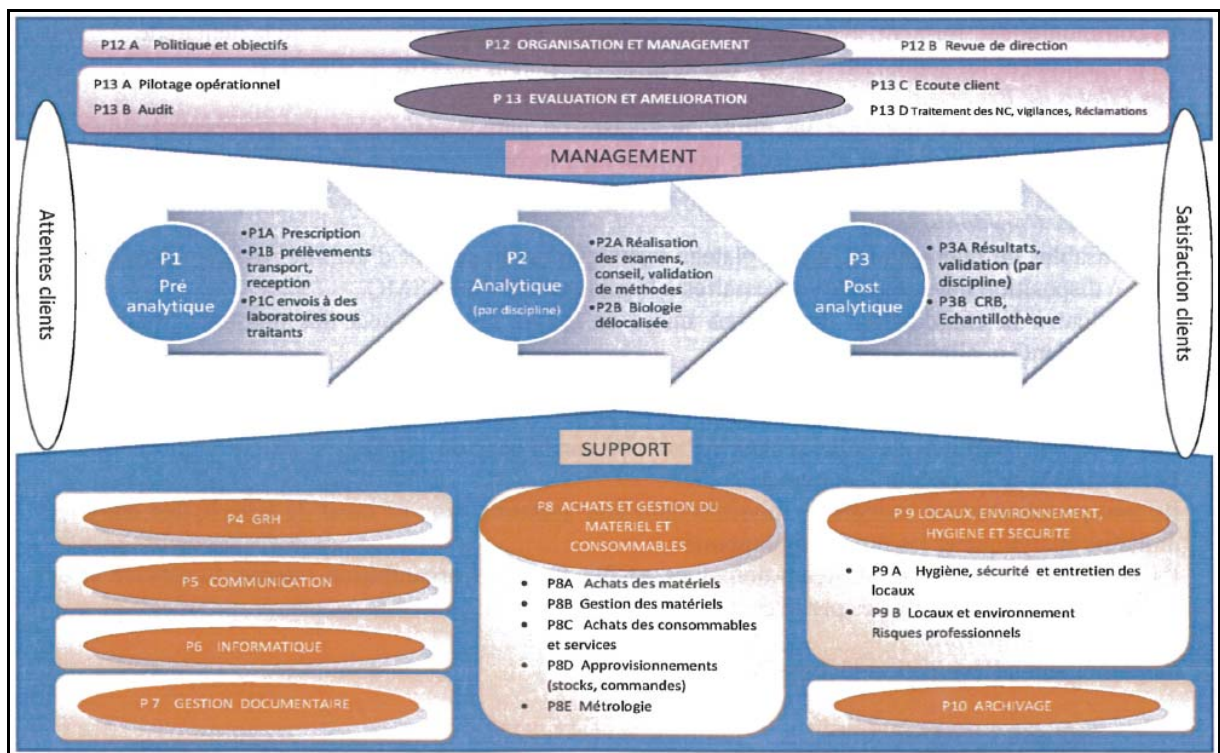 P12 A Politique et objectifs
P12 ORGANISATION ET MANAGEMENT
P12 B Revue de direction
P13 A Pilotage opérationnel
P13 B Audit
P 13 EVALUATION ET AMELIORATION
P13 C Ecoute client
P13 D Traitement des NC, vigilances, Réclamations
MANAGEMENT
Attentes clients
P1
Pré
analytique
•P1A Prescription
•P1B prélèvements
transport,
reception
•P1C envois à des
laboratoires sous
traitants
P2
Analytique
(par discipline)
•P2A Réalisation
des examens,
conseil, validation
de méthodes
•P2B Biologie
délocalisée
P3
Post
analytique
• P3A Résultats,
validation (par
discipline)
• P3B CRB,
Echantillothèque
Satisfaction clients
SUPPORT
P4 GRH
P5 COMMUNICATION
P6 INFORMATIQUE
P 7 GESTION DOCUMENTAIRE
P8 ACHATS ET GESTION DU
MATERIEL ET
CONSOMMABLES
• P8A Achats des matériels
• P8B Gestion des matériels
• P8C Achats des consommables
et services
• P8D Approvisionnements
(stocks, commandes)
• P8E Métrologie
P 9 LOCAUX, ENVIRONNEMENT,
HYGIENE ET SECURITE
• P9 A Hygiène, sécurité et entretien des
locaux
• P9 B Locaux et environnement
Risques professionnels
P10 ARCHIVAGE